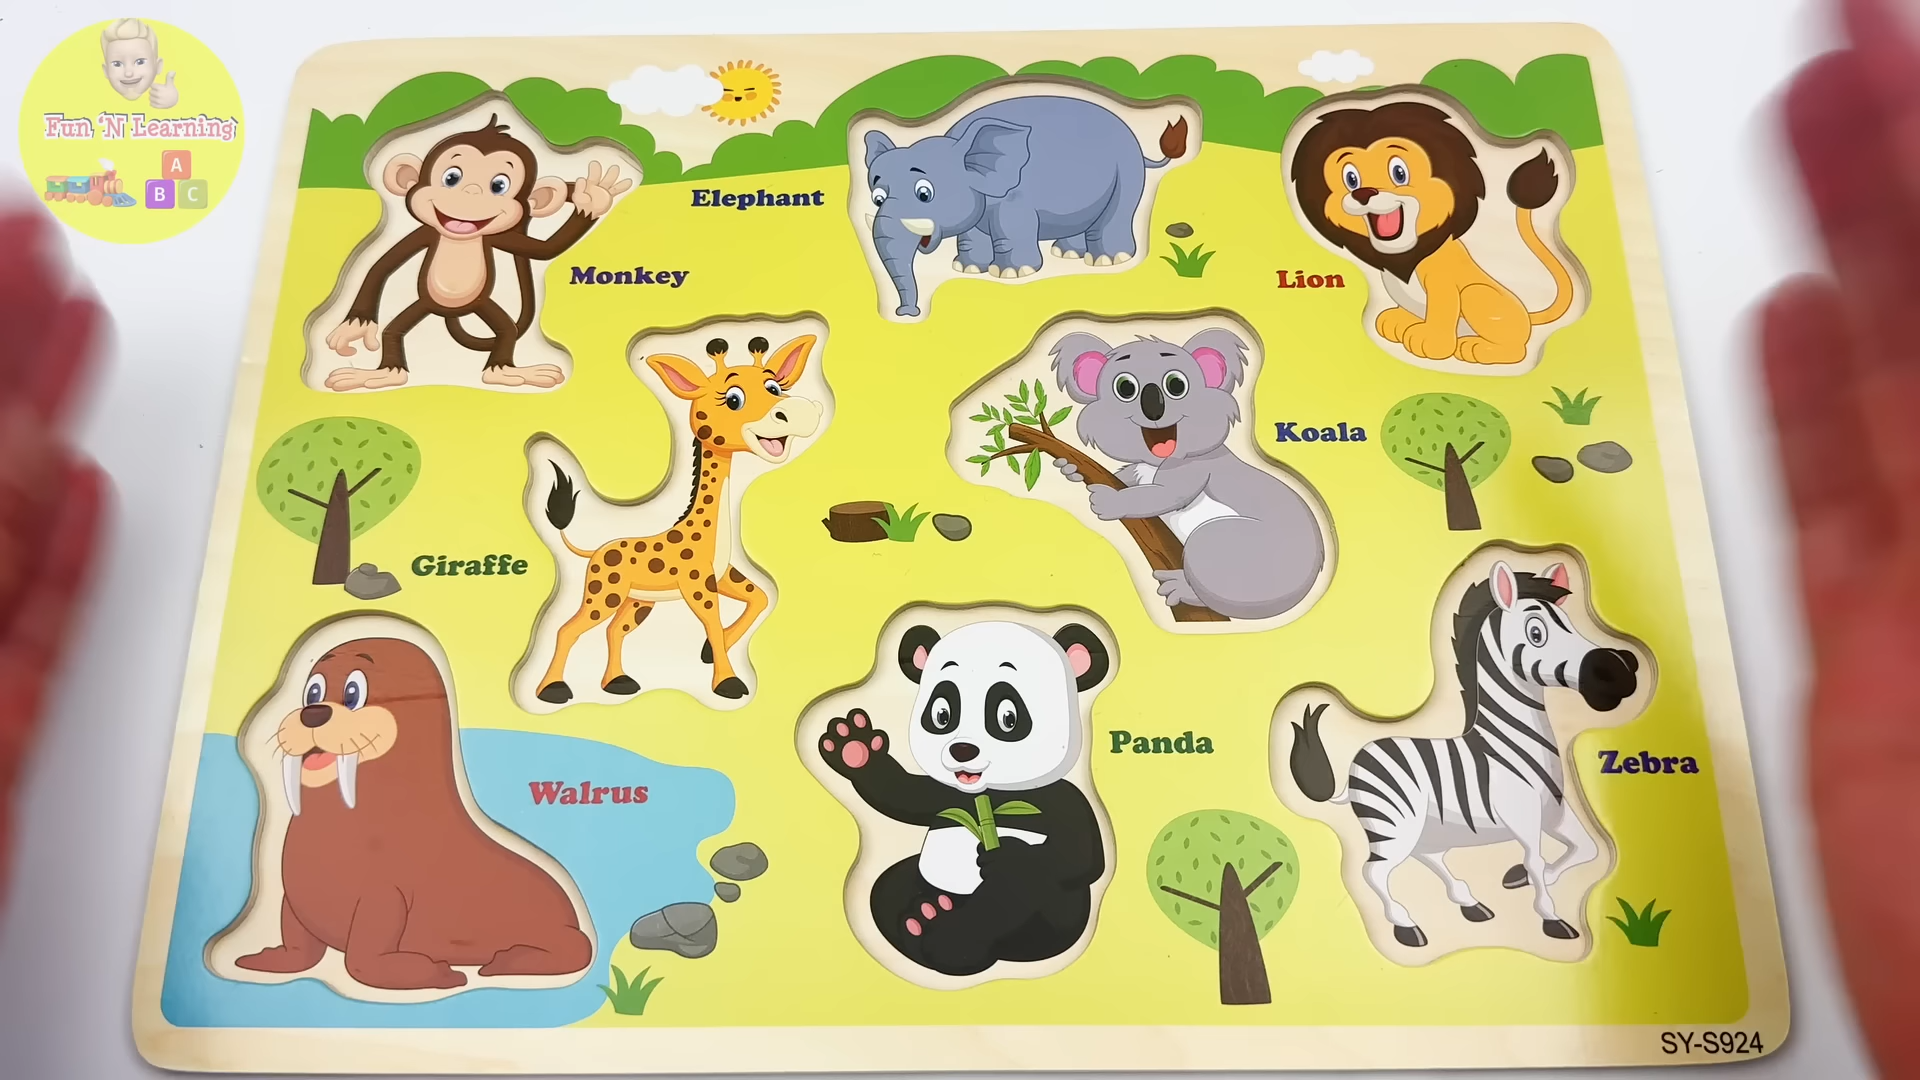 Fun 'N Learning
A
B C
Elephant
Monkey
Lion
Koala
Giraffe
Panda
Zebra
Walrus
SY-S924